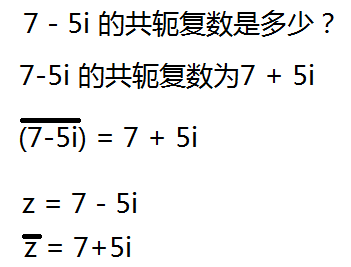 7 - 5i 的共轭复数是多少？
7-5i 的共轭复数为7 + 5i
(7-5i) = 7 + 5i
z = 7 - 5i
z̅ = 7+5i